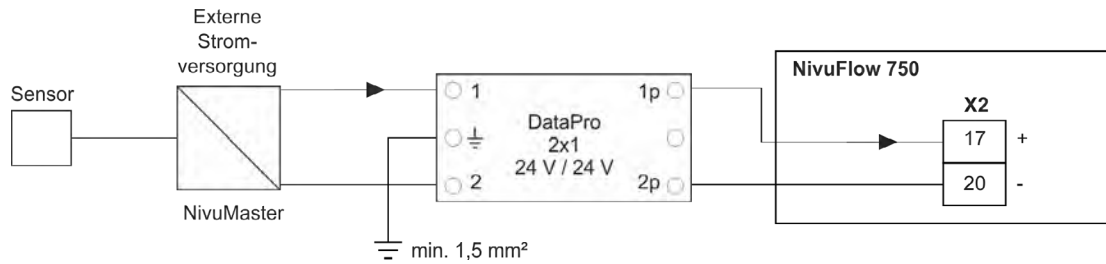 Externe
Strom-
versorgung
Sensor
NivuMaster
1
2
DataPro
2x1
24 V / 24 V
1p
2p
min. 1,5 mm²
NivuFlow 750
X2
17 +
20 -